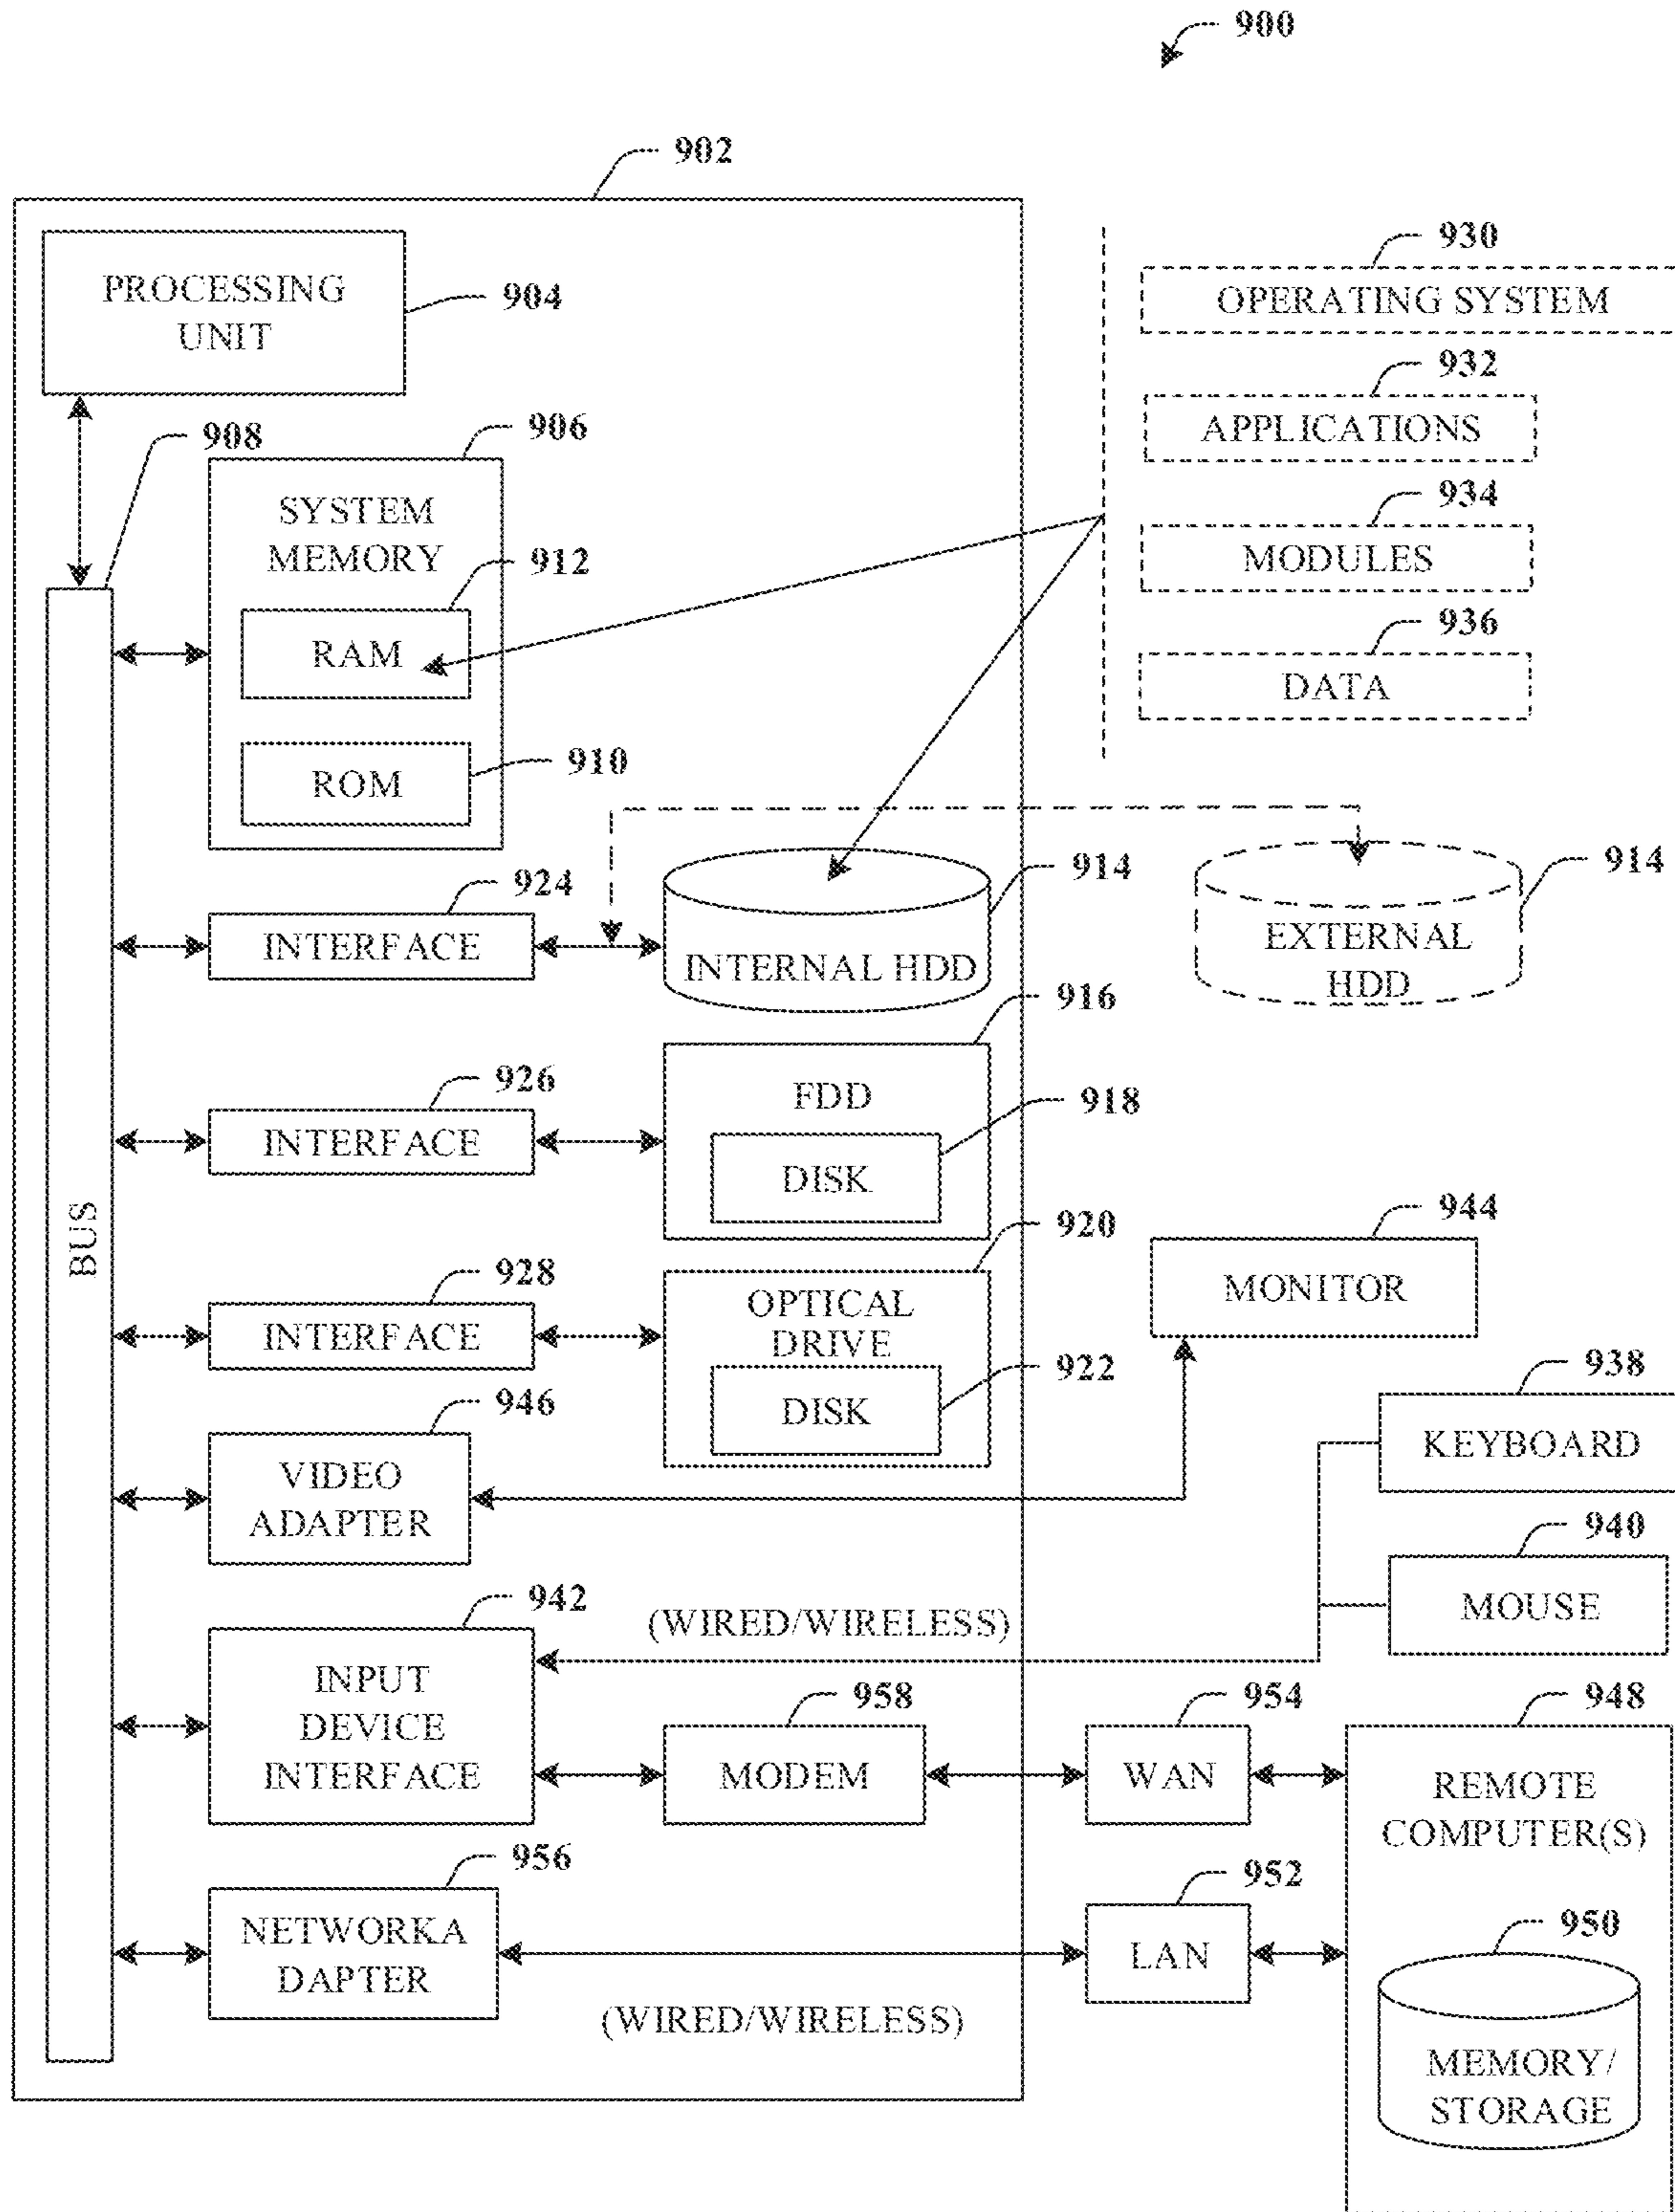 900
902
PROCESSING
UNIT
904
930
OPERATING SYSTEM
932
APPLICATIONS
934
MODULES
936
DATA
908
906
SYSTEM
MEMORY
912
RAM
910
ROM
924
INTERFACE
914
INTERNAL HDD
914
EXTERNAL
HDD
926
INTERFACE
916
FDD
918
DISK
BUS
928
INTERFACE
920
OPTICAL
DRIVE
922
DISK
944
MONITOR
946
VIDEO
ADAPTER
938
KEYBOARD
940
MOUSE
942
INPUT
DEVICE
INTERFACE
(WIRED/WIRELESS)
958
MODEM
954
WAN
948
REMOTE
COMPUTER(S)
956
NETWORKA
DAPTER
952
LAN
(WIRED/WIRELESS)
950
MEMORY/
STORAGE